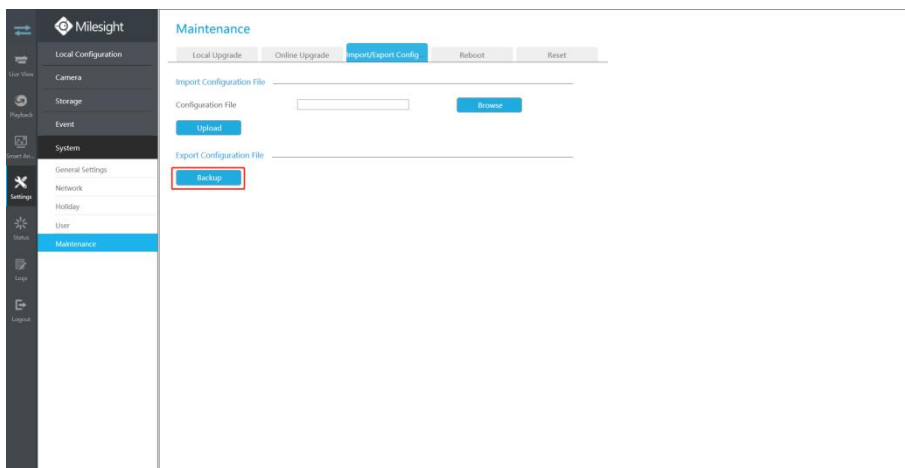 Milesight
Live View
Playback
Smart An...
Settings
Status
Logs
Logout
Local Configuration
Camera
Storage
Event
System
General Settings
Network
Holiday
User
Maintenance
Maintenance
Local Upgrade Online Upgrade Import/Export Config... Reboot Reset
Import Configuration File
Configuration File Browse
Upload
Export Configuration File
Backup